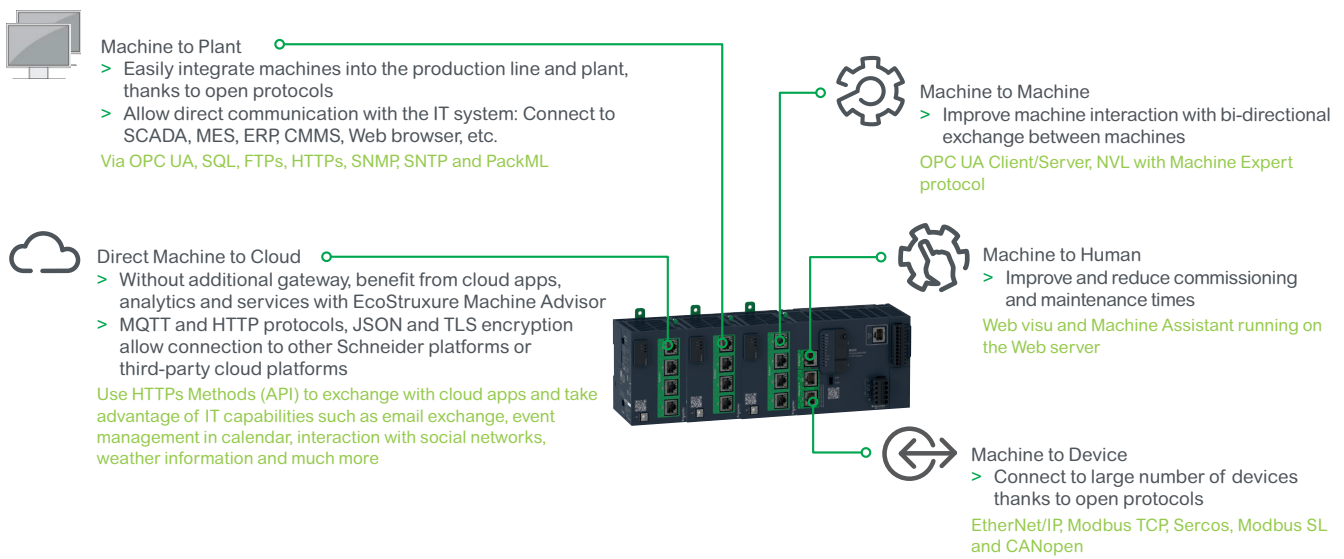 Machine to Plant
> Easily integrate machines into the production line and plant,
thanks to open protocols
> Allow direct communication with the IT system: Connect to
SCADA, MES, ERP, CMMS, Web browser, etc.
Via OPC UA, SQL, FTPs, HTTPs, SNMP, SNTP and PackML
Direct Machine to Cloud
> Without additional gateway, benefit from cloud apps,
analytics and services with EcoStruxure Machine Advisor
> MQTT and HTTP protocols, JSON and TLS encryption
allow connection to other Schneider platforms or
third-party cloud platforms
Use HTTPs Methods (API) to exchange with cloud apps and take
advantage of IT capabilities such as email exchange, event
management in calendar, interaction with social networks,
weather information and much more
Machine to Machine
> Improve machine interaction with bi-directional
exchange between machines
OPC UA Client/Server, NVL with Machine Expert
protocol
Machine to Human
> Improve and reduce commissioning
and maintenance times
Web visu and Machine Assistant running on
the Web server
Machine to Device
> Connect to large number of devices
thanks to open protocols
EtherNet/IP, Modbus TCP, Sercos, Modbus SL
and CANopen